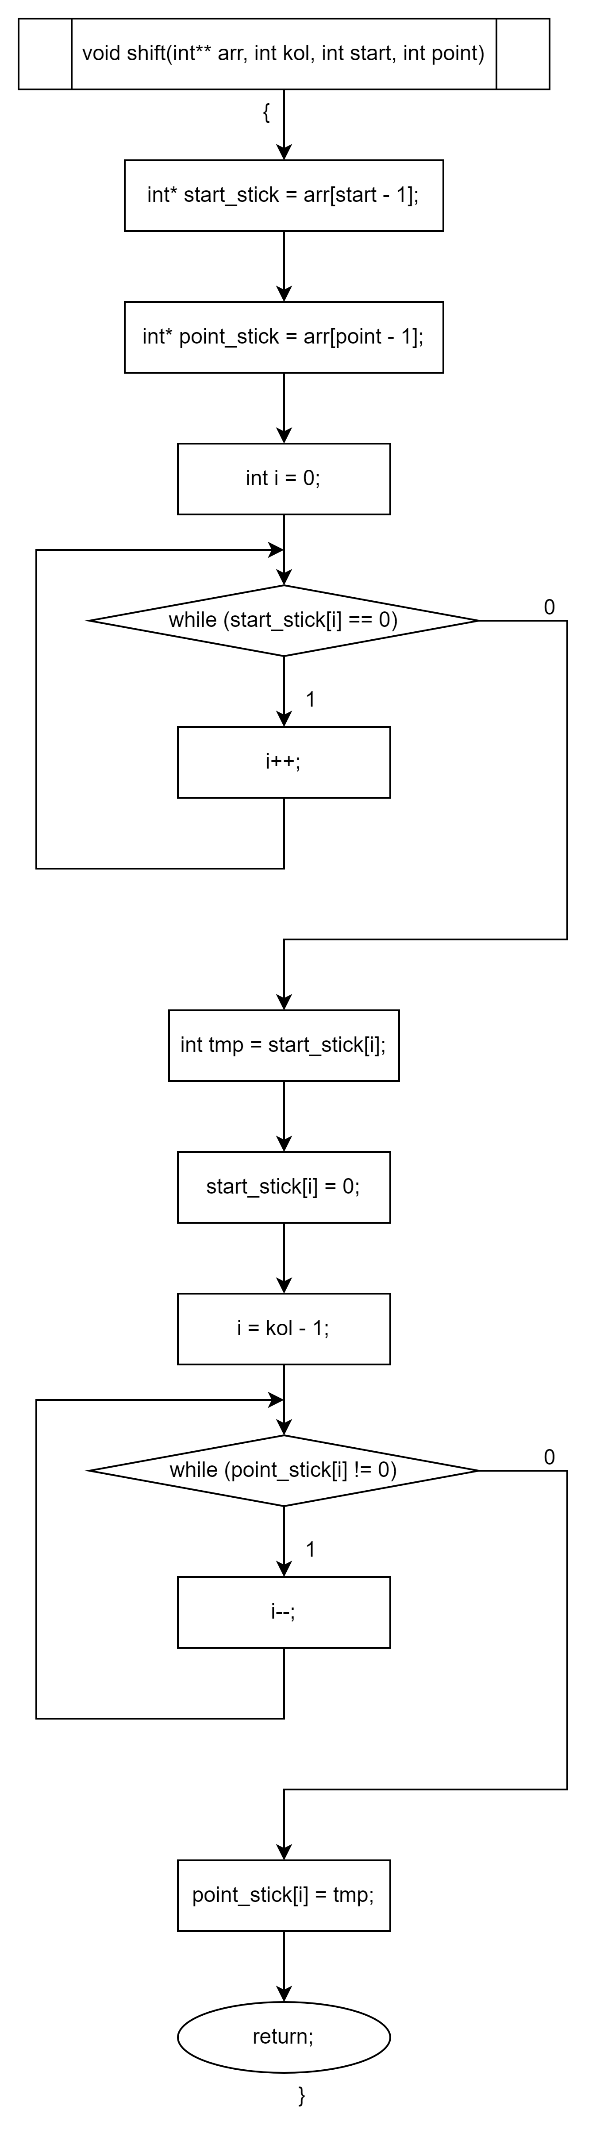 void shift(int** arr, int kol, int start, int point)
{
int* start_stick = arr[start - 1];
int* point_stick = arr[point - 1];
int i = 0;
while (start_stick[i] == 0)
0
1
i++;
int tmp = start_stick[i];
start_stick[i] = 0;
i = kol - 1;
while (point_stick[i] != 0)
0
1
i--;
point_stick[i] = tmp;
return;
}